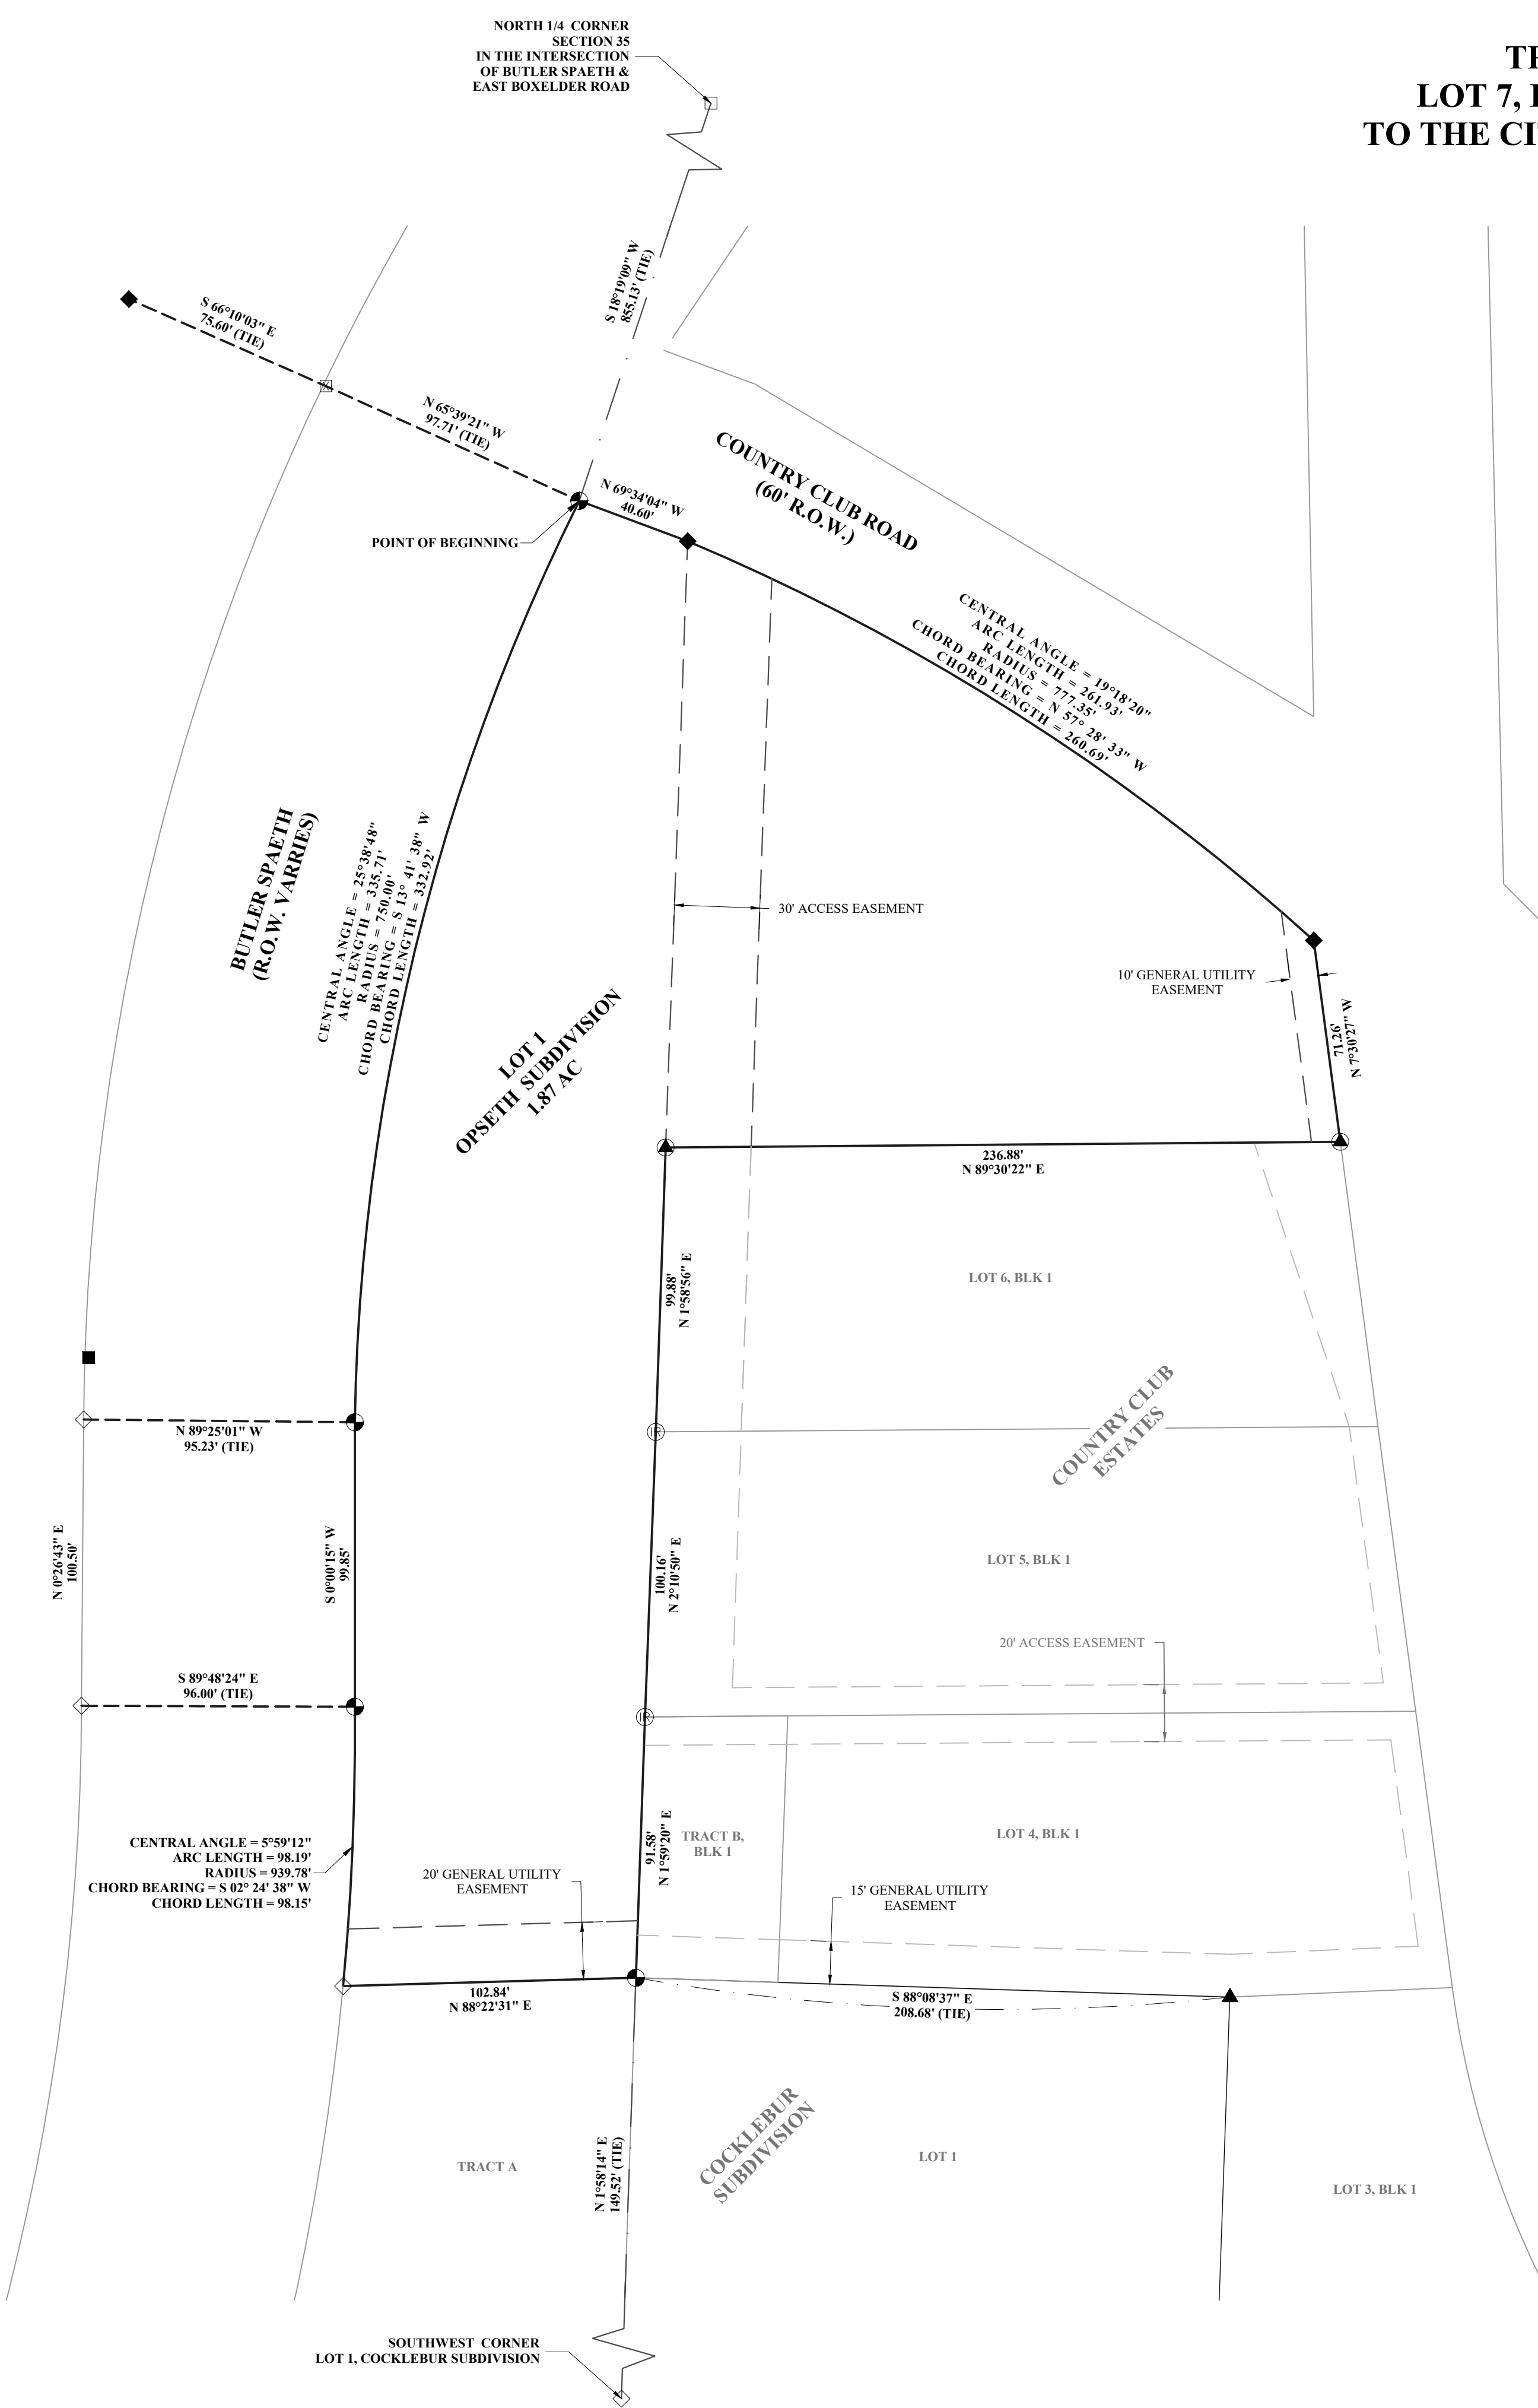 NORTH 1/4 CORNER
SECTION 35
IN THE INTERSECTION
OF BUTLER SPAETH &
EAST BOXELDER ROAD
LOT 7,
TO THE
S 18°19'09" W
855.13' (TIE)
S 66°10'03" E
75.60' (TIE)
N 65°39'21" W
97.71' (TIE)
N 69°34'04" W
40.60'
COUNTRY CLUB ROAD
(60' R.O.W.)
POINT OF BEGINNING
CENTRAL ANGLE = 19°18'20"
ARC LENGTH = 261.93'
RADIUS = 777.35'
CHORD BEARING = N 57° 28' 33" W
CHORD LENGTH = 260.69'
BUTLER SPAETH
(R.O.W. VARRIES)
CENTRAL ANGLE = 25°38'48"
ARC LENGTH = 335.71'
RADIUS = 750.00'
CHORD BEARING = S 13° 41' 38" W
CHORD LENGTH = 332.92'
30' ACCESS EASEMENT
10' GENERAL UTILITY
EASEMENT
71.26'
N 7°30'27" W
LOT 1
OPSETH SUBDIVISION
1.87 AC
236.88'
N 89°30'22" E
99.88'
N 1°58'56" E
LOT 6, BLK 1
COUNTRY CLUB
ESTATES
IR
N 89°25'01" W
95.23' (TIE)
N 0°26'43" E
100.50'
S 0°00'15" W
99.85'
100.16'
N 2°10'50" E
LOT 5, BLK 1
20' ACCESS EASEMENT
S 89°48'24" E
96.00' (TIE)
IR
CENTRAL ANGLE = 5°59'12"
ARC LENGTH = 98.19'
RADIUS = 939.78'
CHORD BEARING = S 02° 24' 38" W
CHORD LENGTH = 98.15'
91.58'
N 1°59'20" E
TRACT B,
BLK 1
LOT 4, BLK 1
20' GENERAL UTILITY
EASEMENT
15' GENERAL UTILITY
EASEMENT
102.84'
N 88°22'31" E
S 88°08'37" E
208.68' (TIE)
N 1°58'14" E
149.52' (TIE)
COCKLEBUR
SUBDIVISION
TRACT A
LOT 1
LOT 3, BLK 1
SOUTHWEST CORNER
LOT 1, COCKLEBUR SUBDIVISION